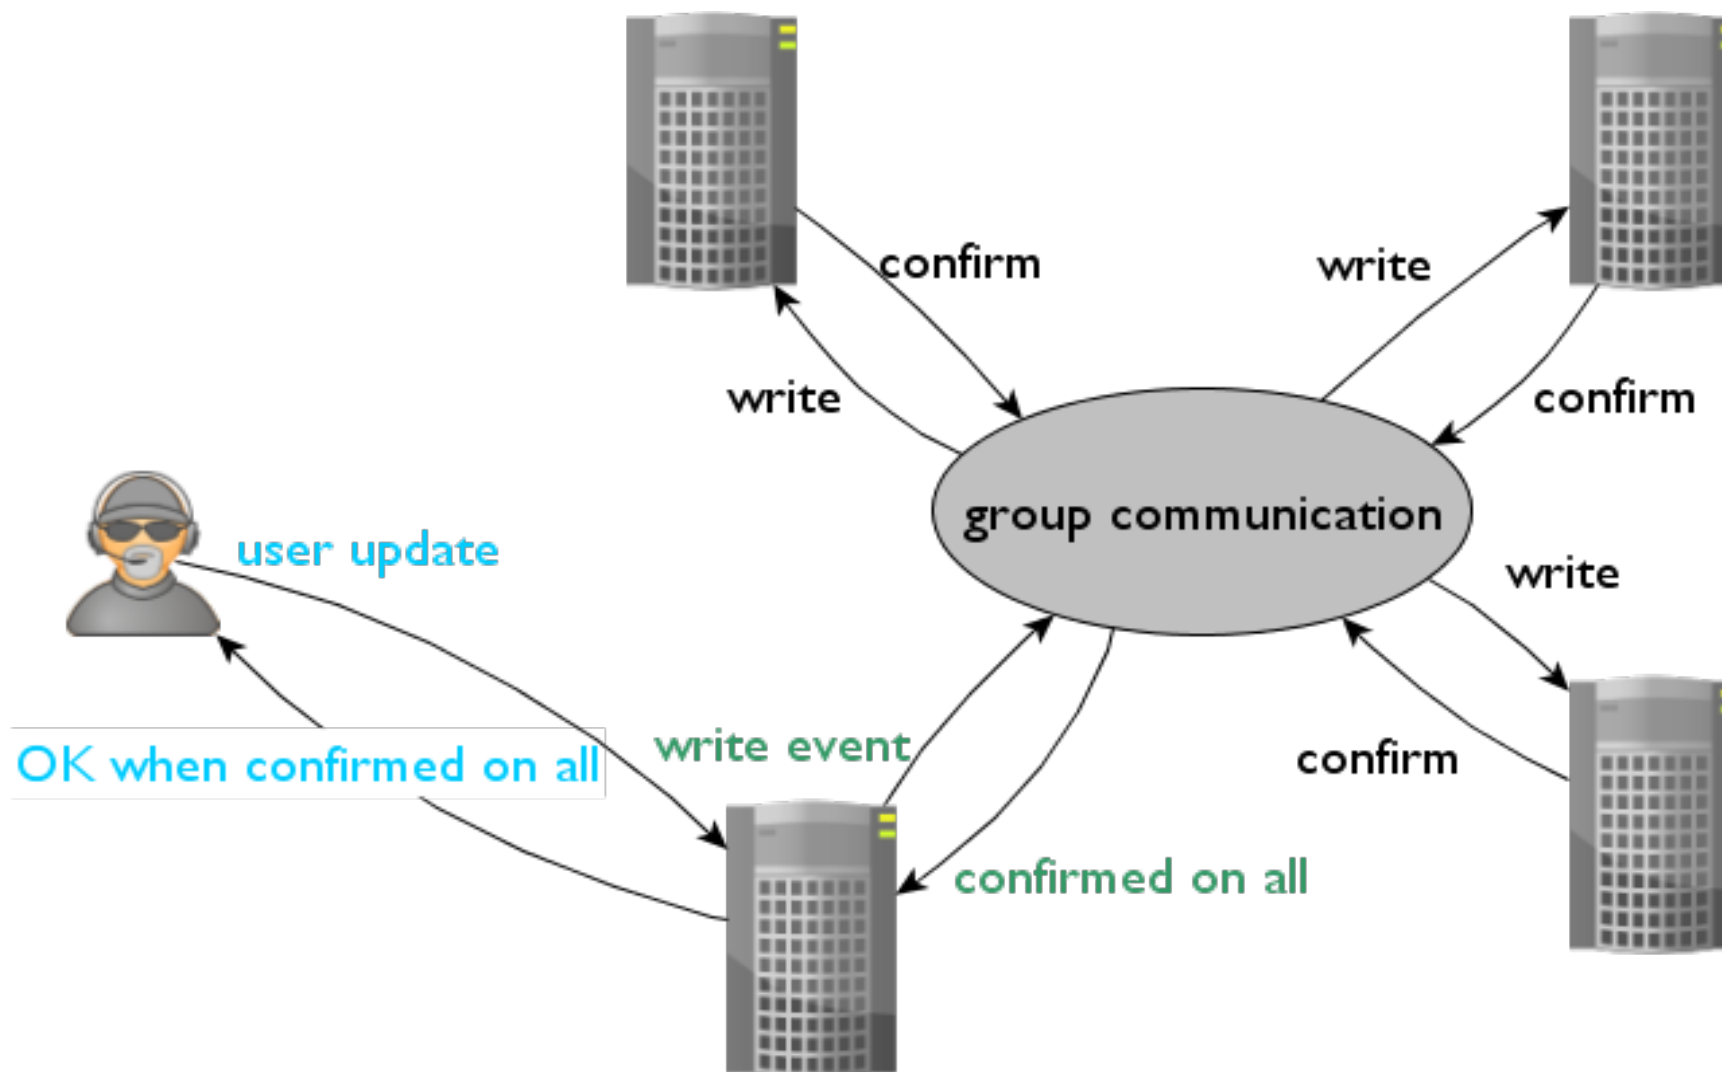 confirm
write
write
confirm
group communication
user update
write
write event
OK when confirmed on all
confirm
confirmed on all